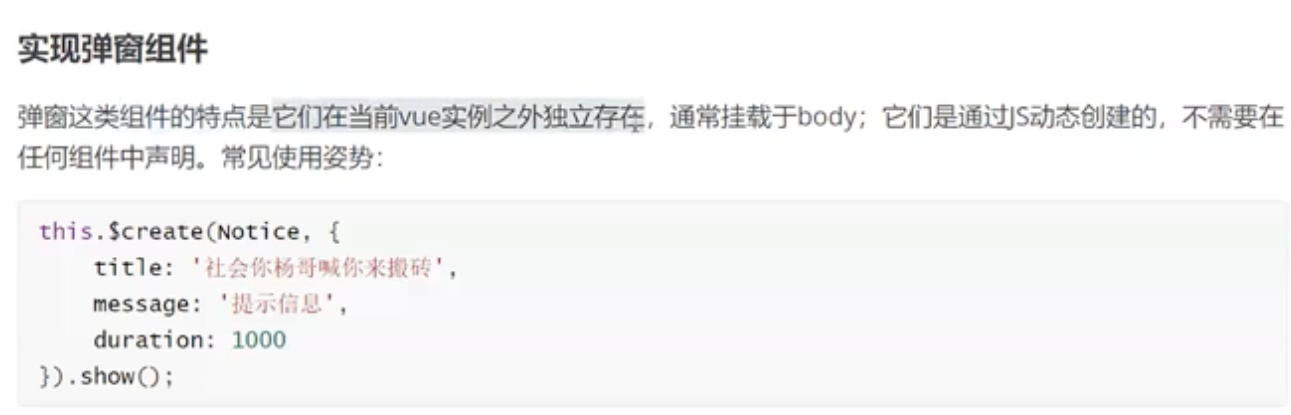 实现弹窗组件
弹窗这类组件的特点是它们在当前vue实例之外独立存在，通常挂载于body；它们是通过JS动态创建的，不需要在
任何组件中声明。常见使用姿势：
this.$create(Notice, {
    title: '社会你杨哥喊你来搬砖',
    message: '提示信息',
    duration: 1000
}).show();